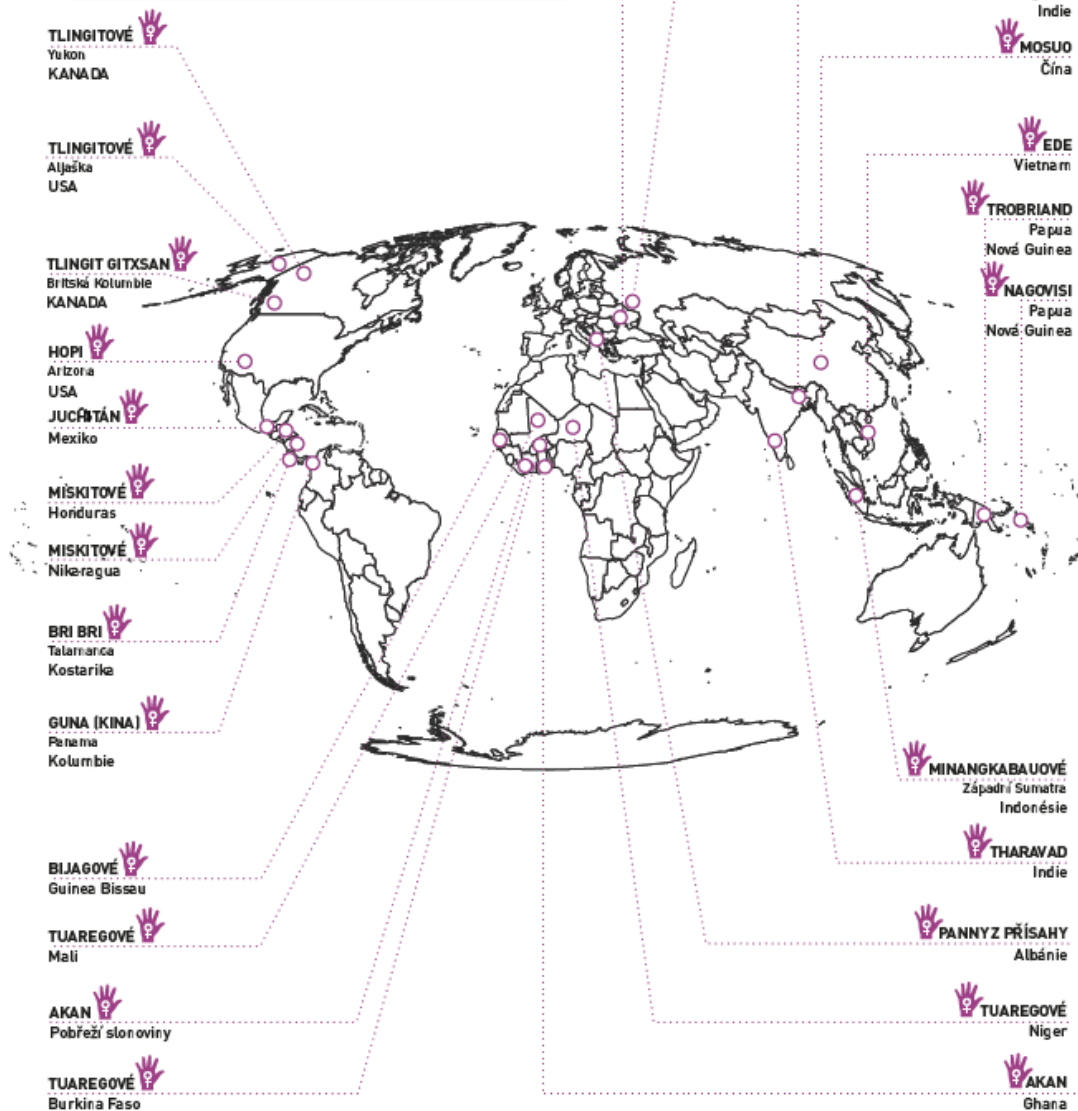 TLINGITOVÉ
Yukon
KANADA
TLINGITOVÉ
Aljaška
USA
TLINGIT GITXSAN
Britská Kolumbie
KANADA
HOPI
Arizona
USA
JUCHITÁN
Mexiko
MISKITOVÉ
Honduras
MISKITOVÉ
Nikaragua
BRI BRI
Talamanca
Kostarika
GUNA (KINA)
Panama
Kolumbie
BIJAGOVÉ
Guinea Bissau
TUAREGOVÉ
Mali
AKAN
Pobřeží slonoviny
TUAREGOVÉ
Burkina Faso
Indie
MOSUO
Čína
EDE
Vietnam
TROBRIAND
Papua
Nová Guinea
NAGOVISI
Papua
Nová Guinea
MINANGKABAUOVÉ
Západní Sumatra
Indonésie
THARAVAD
Indie
PANNY Z PŘÍSAHY
Albánie
TUAREGOVÉ
Niger
AKAN
Ghana